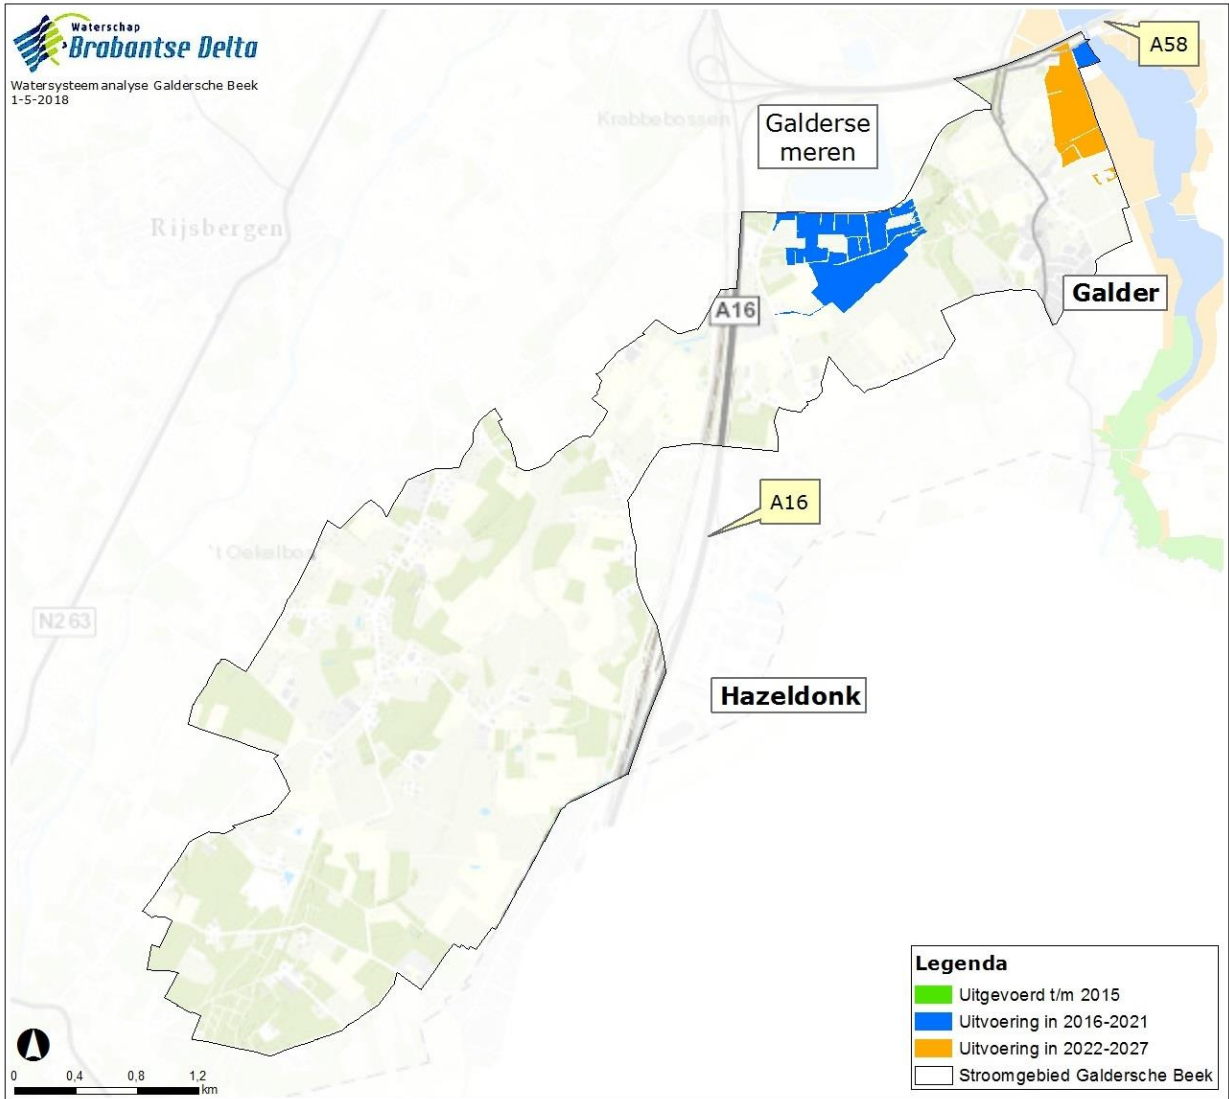 Waterschap
Brabantse Delta
Watersysteemanalyse Galdersche Beek
1-5-2018
A58
Krabbebossen
Galderse
meren
Rijsbergen
Galder
A16
A16
't Oekelbos
N263
Hazeldonk
Legenda
Uitgevoerd t/m 2015
Uitvoering in 2016-2021
Uitvoering in 2022-2027
Stroomgebied Galdersche Beek
0 0,4 0,8 1,2
km